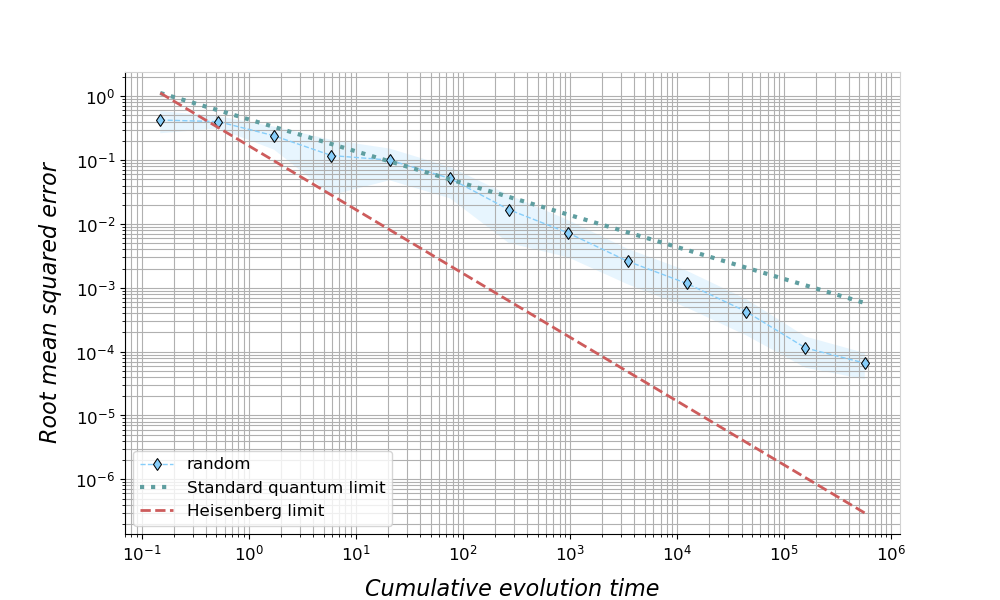 10⁰
10⁻¹
10⁻²
10⁻³
10⁻⁴
10⁻⁵
10⁻⁶
Root mean squared error
random
Standard quantum limit
Heisenberg limit
10⁻¹ 10⁰ 10¹ 10² 10³ 10⁴ 10⁵ 10⁶
Cumulative evolution time